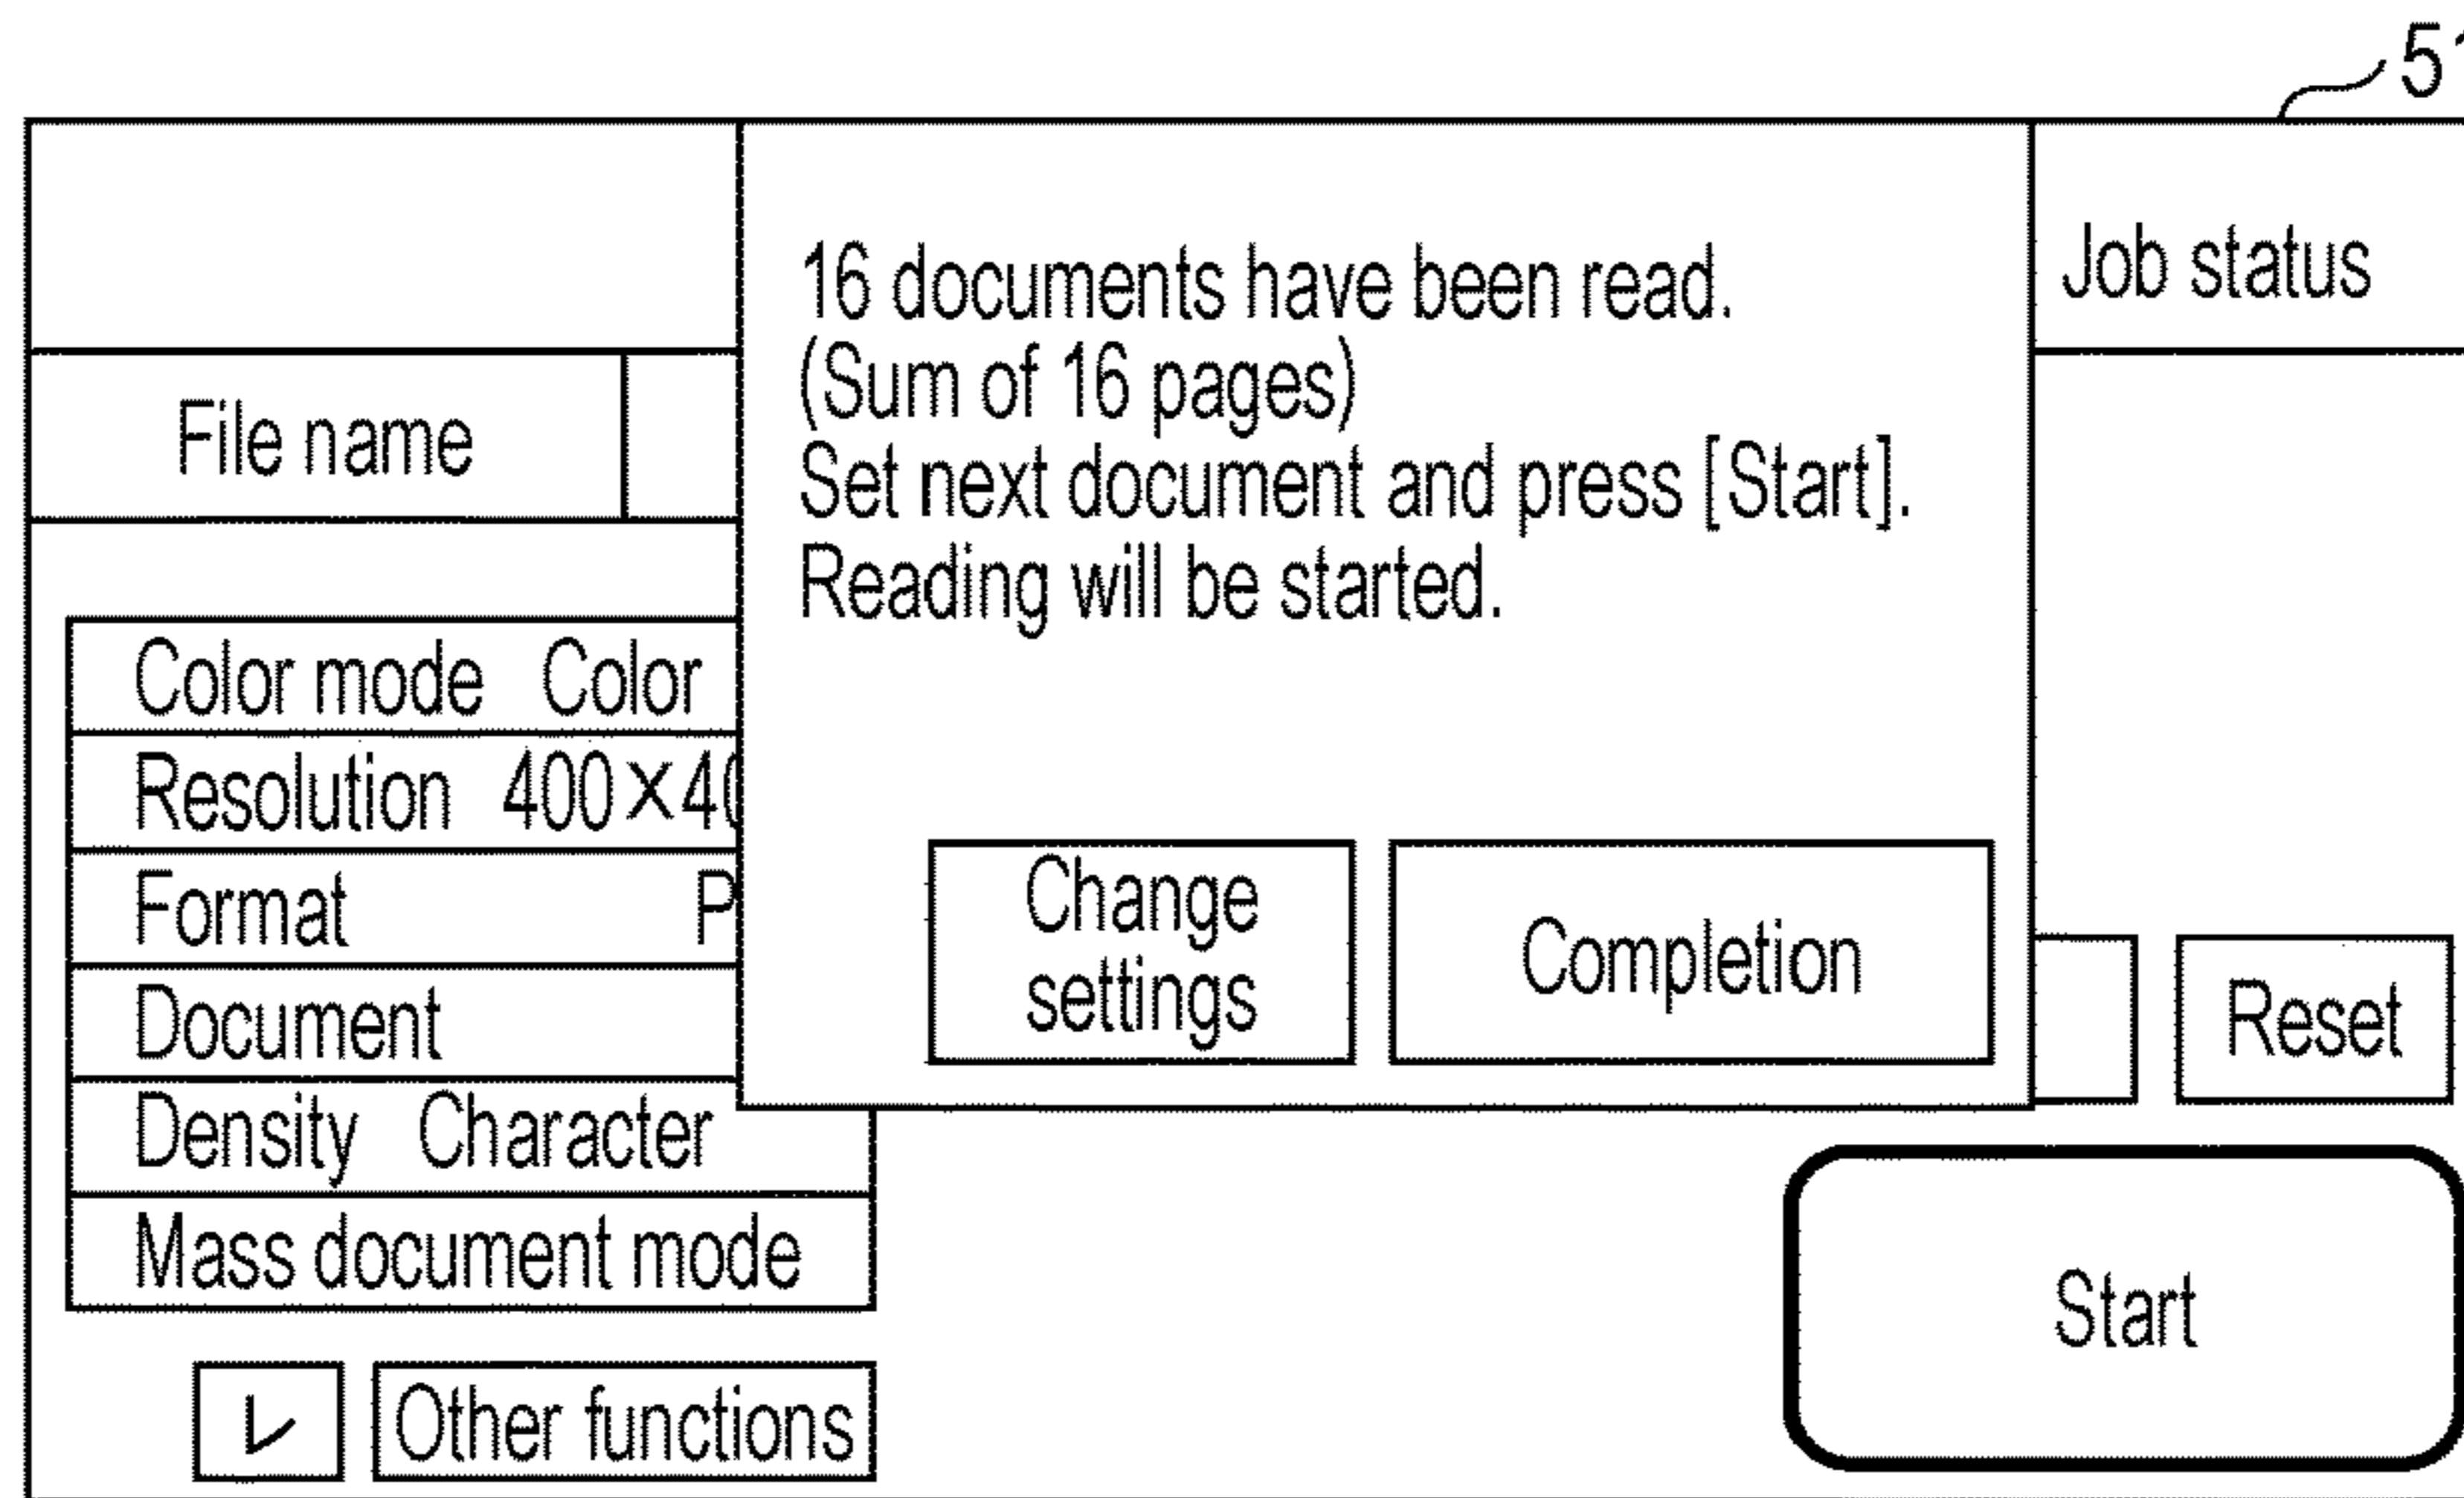 51
16 documents have been read.
(Sum of 16 pages)
Set next document and press [Start].
Reading will be started.
Change
settings
Completion
Job status
File name
Color mode Color
Resolution 400×40
Format P
Document
Density Character
Mass document mode
Other functions
Reset
Start